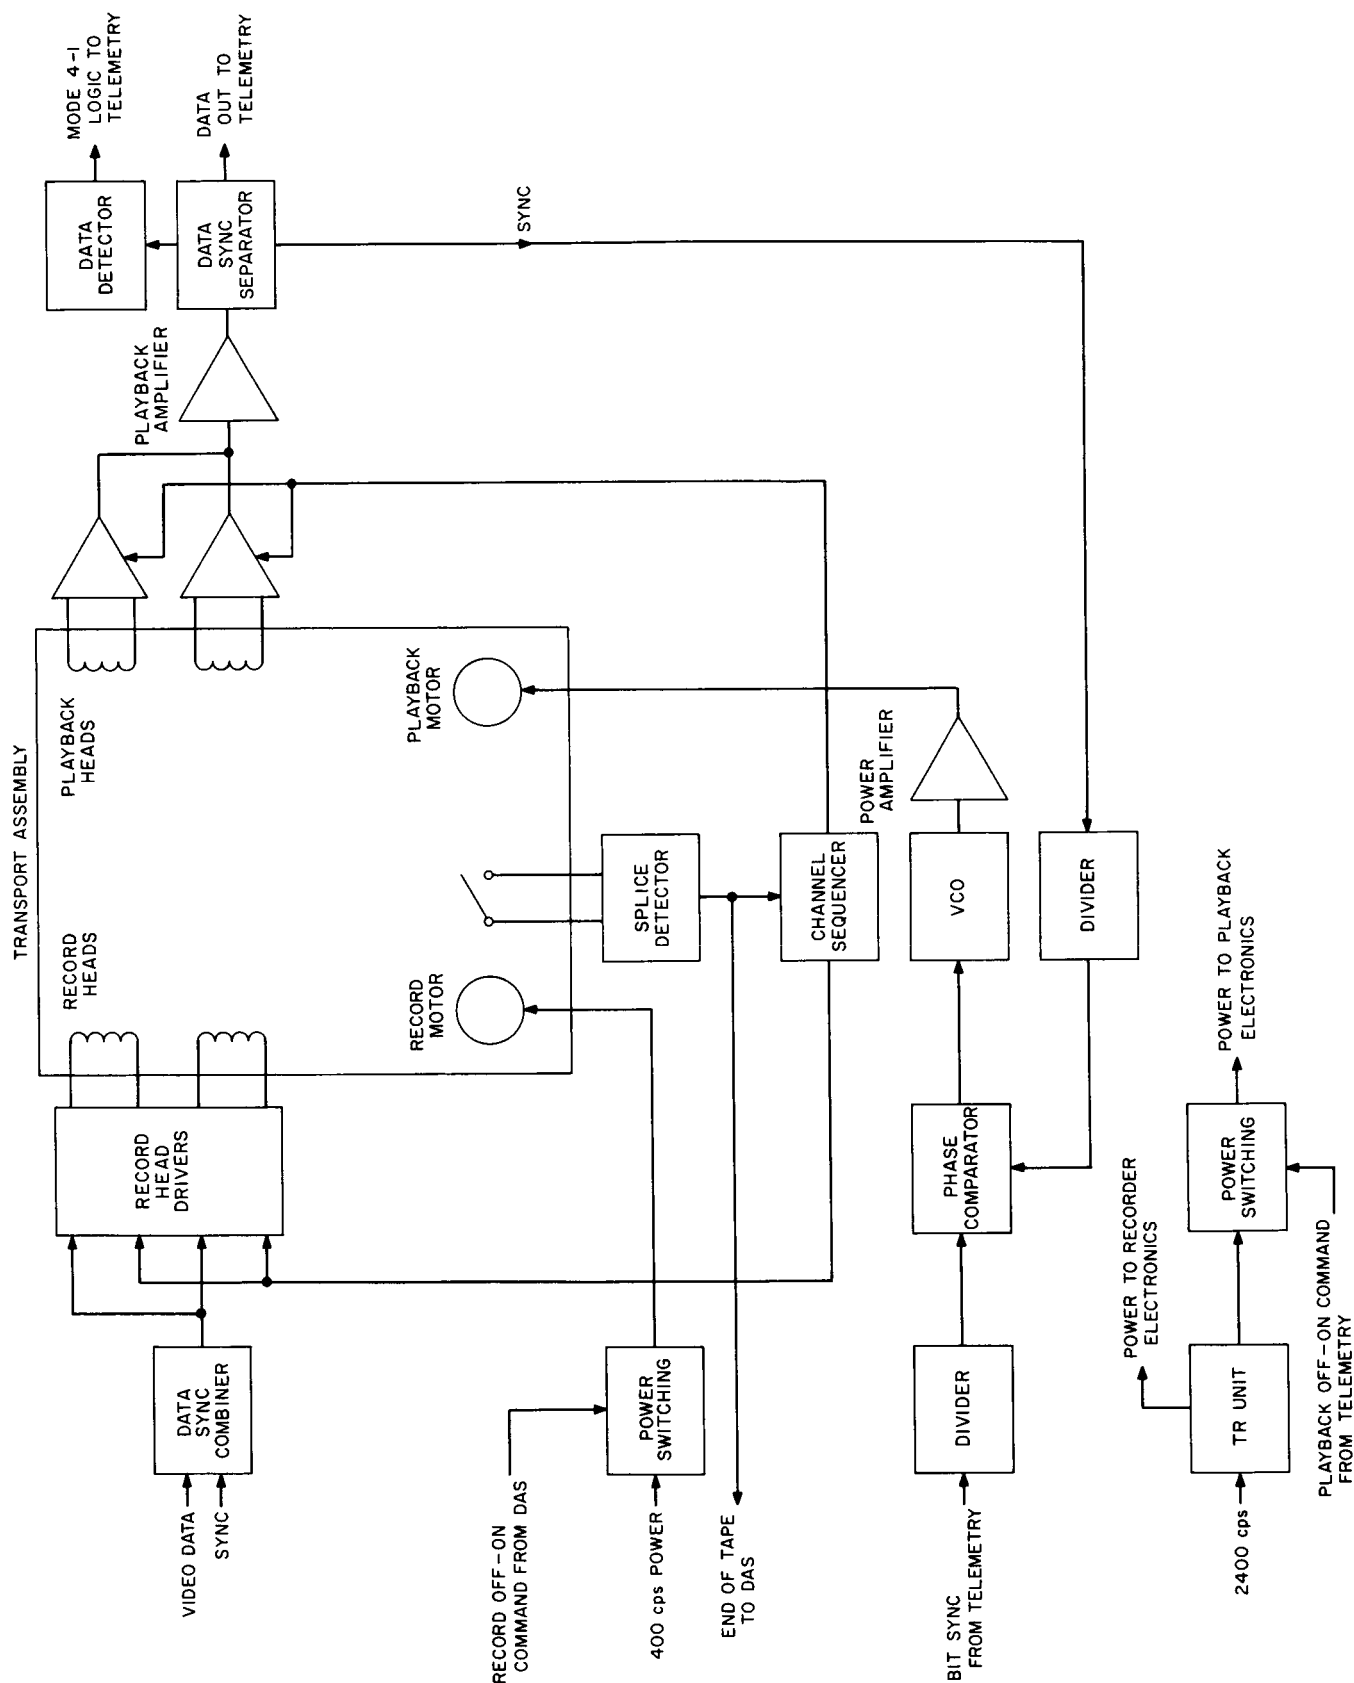 TRANSPORT ASSEMBLY
VIDEO DATA
SYNC
DATA
SYNC
COMBINER
RECORD
HEAD
DRIVERS
RECORD
HEADS
PLAYBACK
HEADS
PLAYBACK
AMPLIFIER
DATA
DETECTOR
MODE 4-1
LOGIC TO
TELEMETRY
DATA
SYNC
SEPARATOR
DATA
OUT TO
TELEMETRY
SYNC
RECORD OFF-ON
COMMAND FROM DAS
400 cps POWER
POWER
SWITCHING
RECORD
MOTOR
PLAYBACK
MOTOR
SPLICE
DETECTOR
END OF TAPE
TO DAS
CHANNEL
SEQUENCER
BIT SYNC
FROM TELEMETRY
DIVIDER
PHASE
COMPARATOR
VCO
POWER
AMPLIFIER
DIVIDER
POWER TO RECORDER
ELECTRONICS
2400 cps
TR UNIT
POWER
SWITCHING
POWER TO PLAYBACK
ELECTRONICS
PLAYBACK OFF-ON COMMAND
FROM TELEMETRY